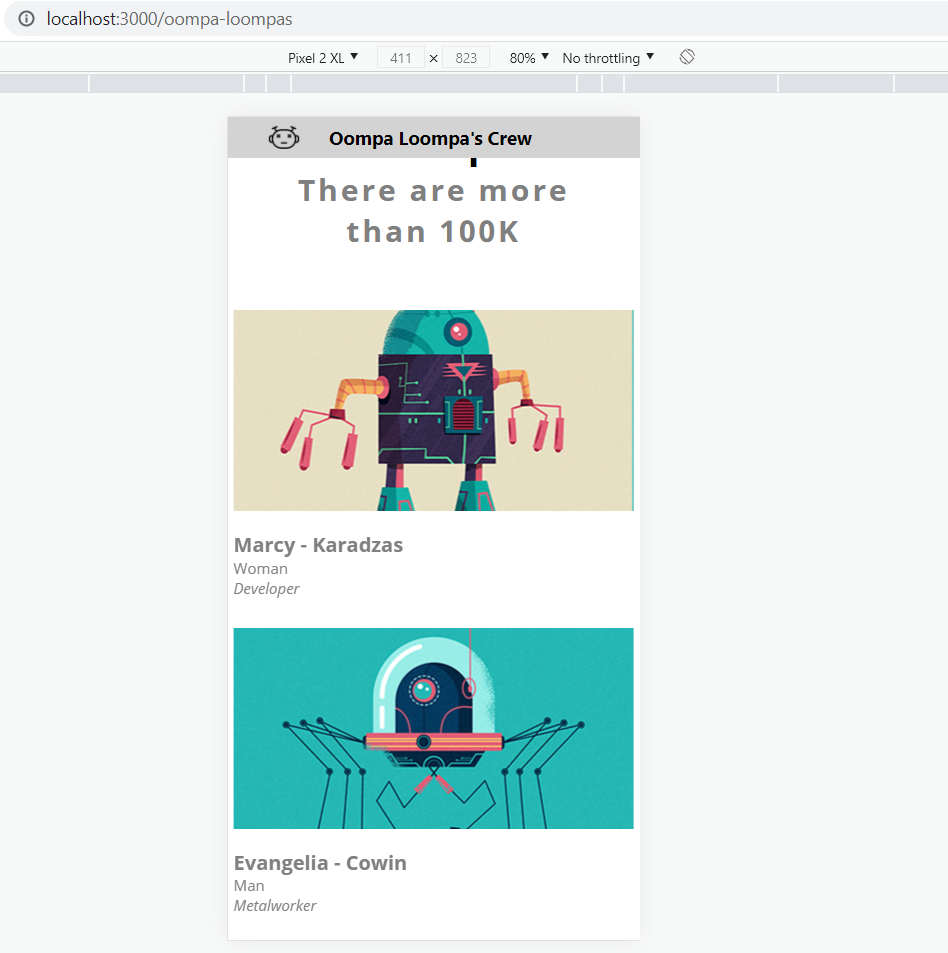 localhost:3000/oompa-loompas
Pixel 2 XL ▼ 411 × 823 80% ▼ No throttling ▼
Oompa Loompa's Crew
There are more
than 100K
Marcy - Karadzas
Woman
Developer
Evangelia - Cowin
Man
Metalworker